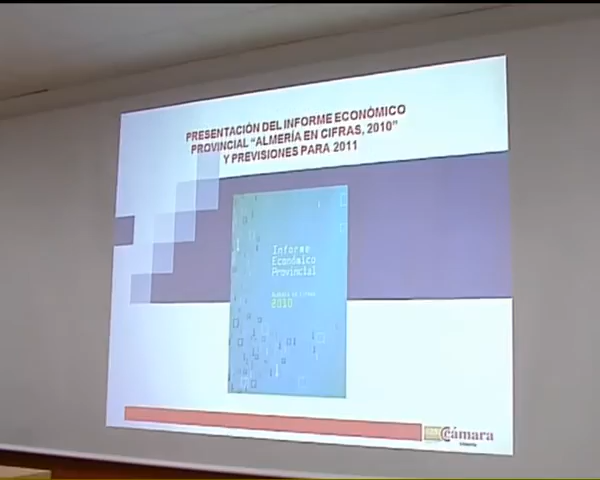 PRESENTACIÓN DEL INFORME ECONÓMICO
PROVINCIAL "ALMERÍA EN CIFRAS, 2010"
Y PREVISIONES PARA 2011
Informe
Económico
Provincial
2010
Cámara